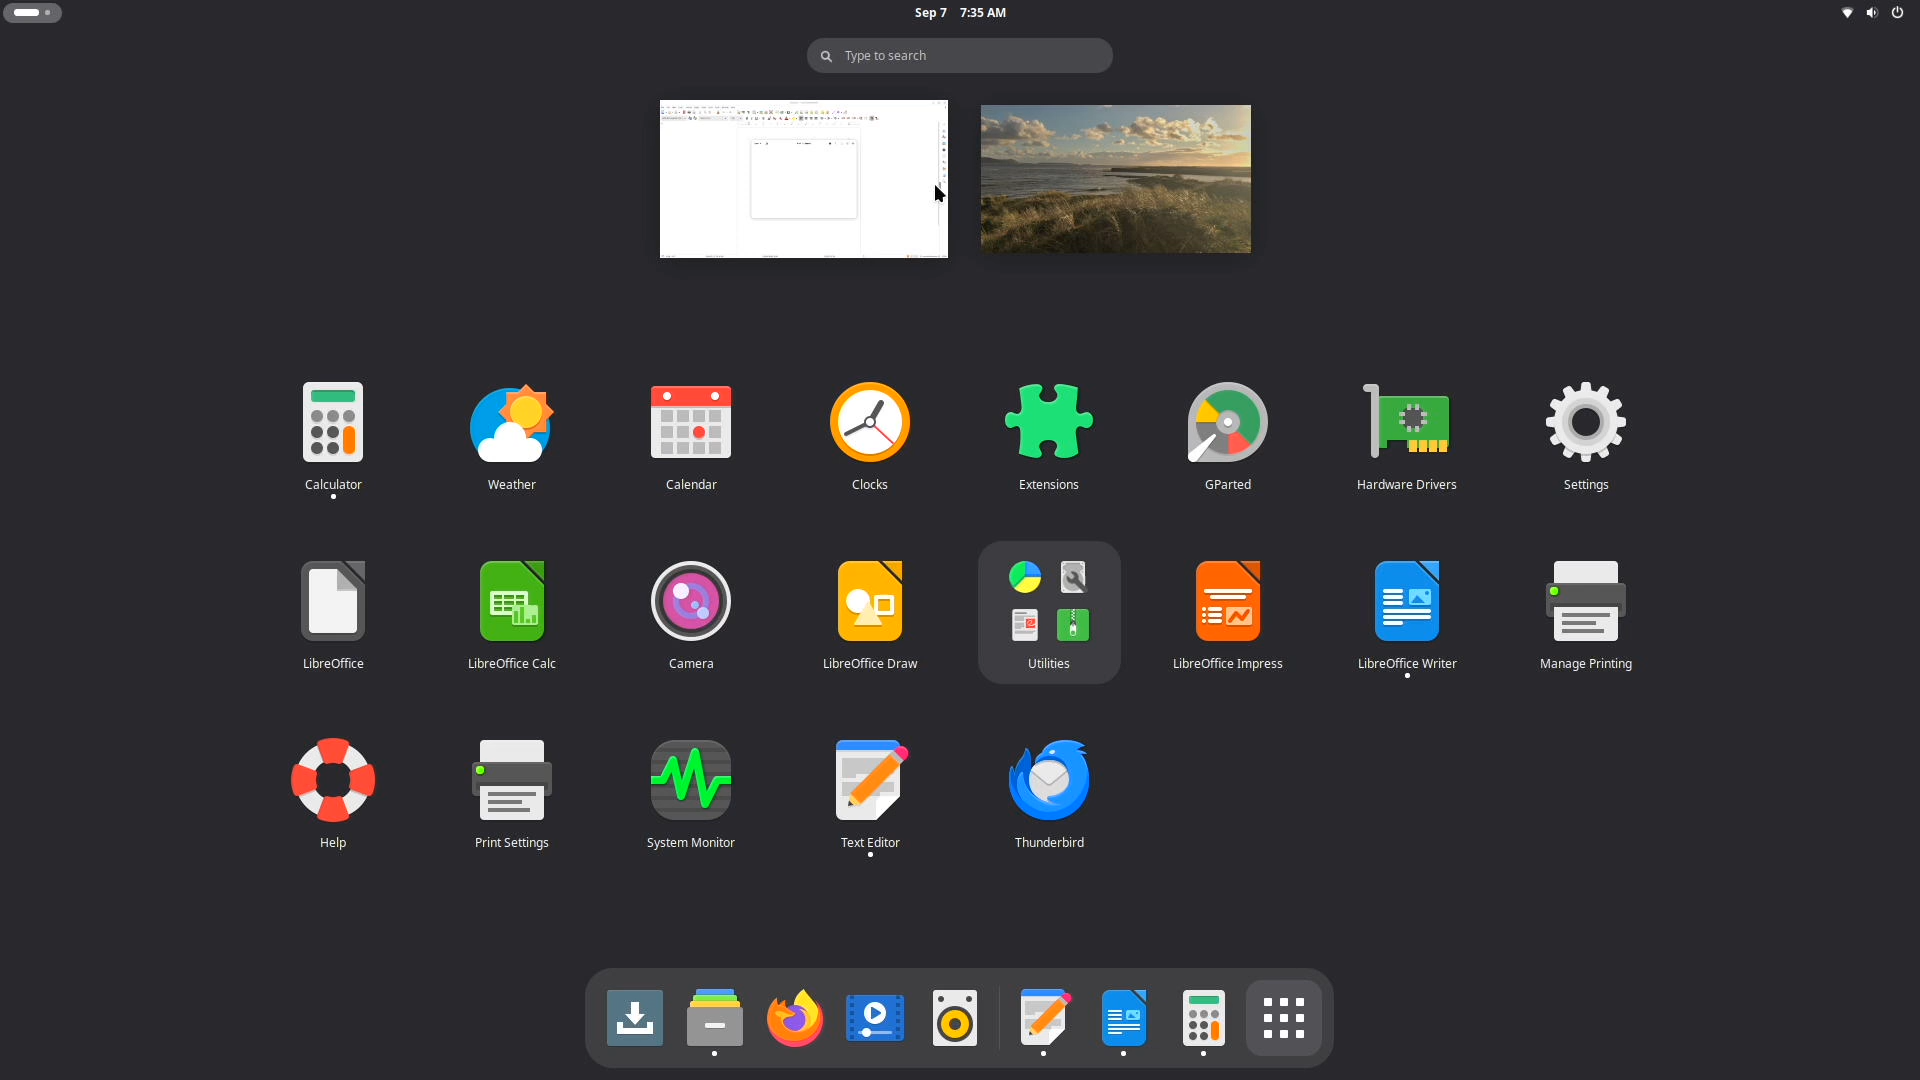 Sep 7 7:35 AM
Type to search
Calculator
Weather
Calendar
Clocks
Extensions
GParted
Hardware Drivers
Settings
LibreOffice
LibreOffice Calc
Camera
LibreOffice Draw
Utilities
LibreOffice Impress
LibreOffice Writer
Manage Printing
Help
Print Settings
System Monitor
Text Editor
Thunderbird